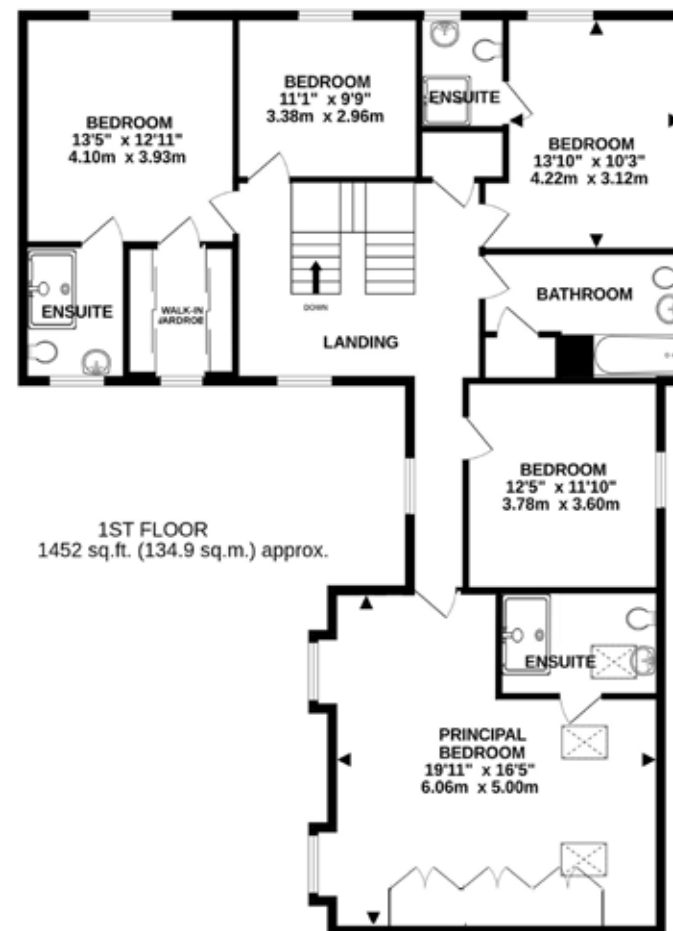 BEDROOM
13'5" x 12'11"
4.10m x 3.93m
BEDROOM
11'1" x 9'9"
3.38m x 2.96m
ENSUITE
BEDROOM
13'10" x 10'3"
4.22m x 3.12m
ENSUITE
WALK-IN
WARDROBE
DOWN
LANDING
BATHROOM
BEDROOM
12'5" x 11'10"
3.78m x 3.60m
1ST FLOOR
1452 sq.ft. (134.9 sq.m.) approx.
ENSUITE
PRINCIPAL
BEDROOM
19'11" x 16'5"
6.06m x 5.00m